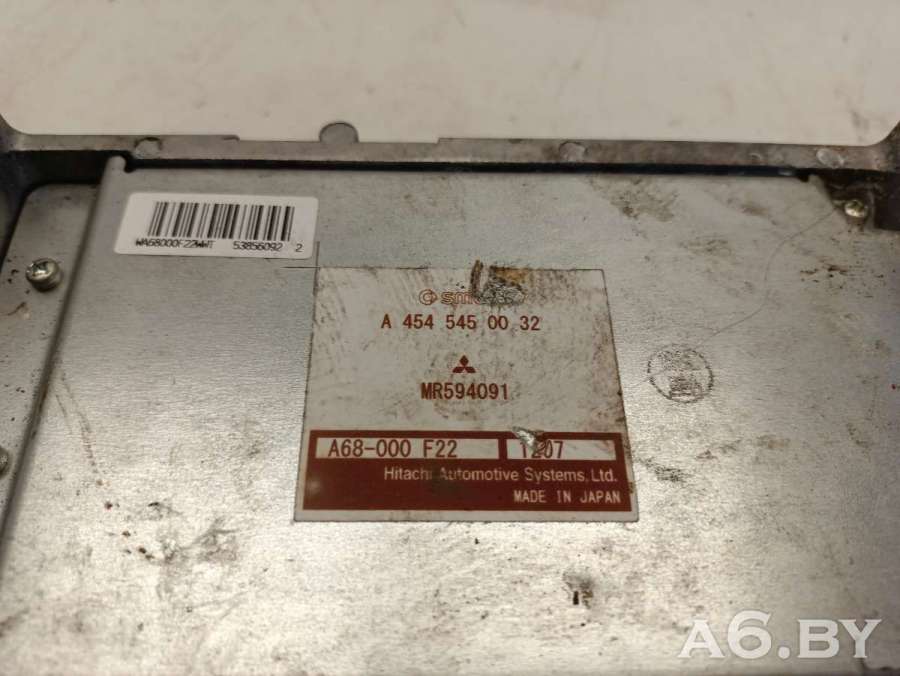 WA68000F22WWT 53856092 2
A 454 545 00 32
MR594091
A68-000 F22 1207
Hitachi Automotive Systems, Ltd.
MADE IN JAPAN
A6.BY